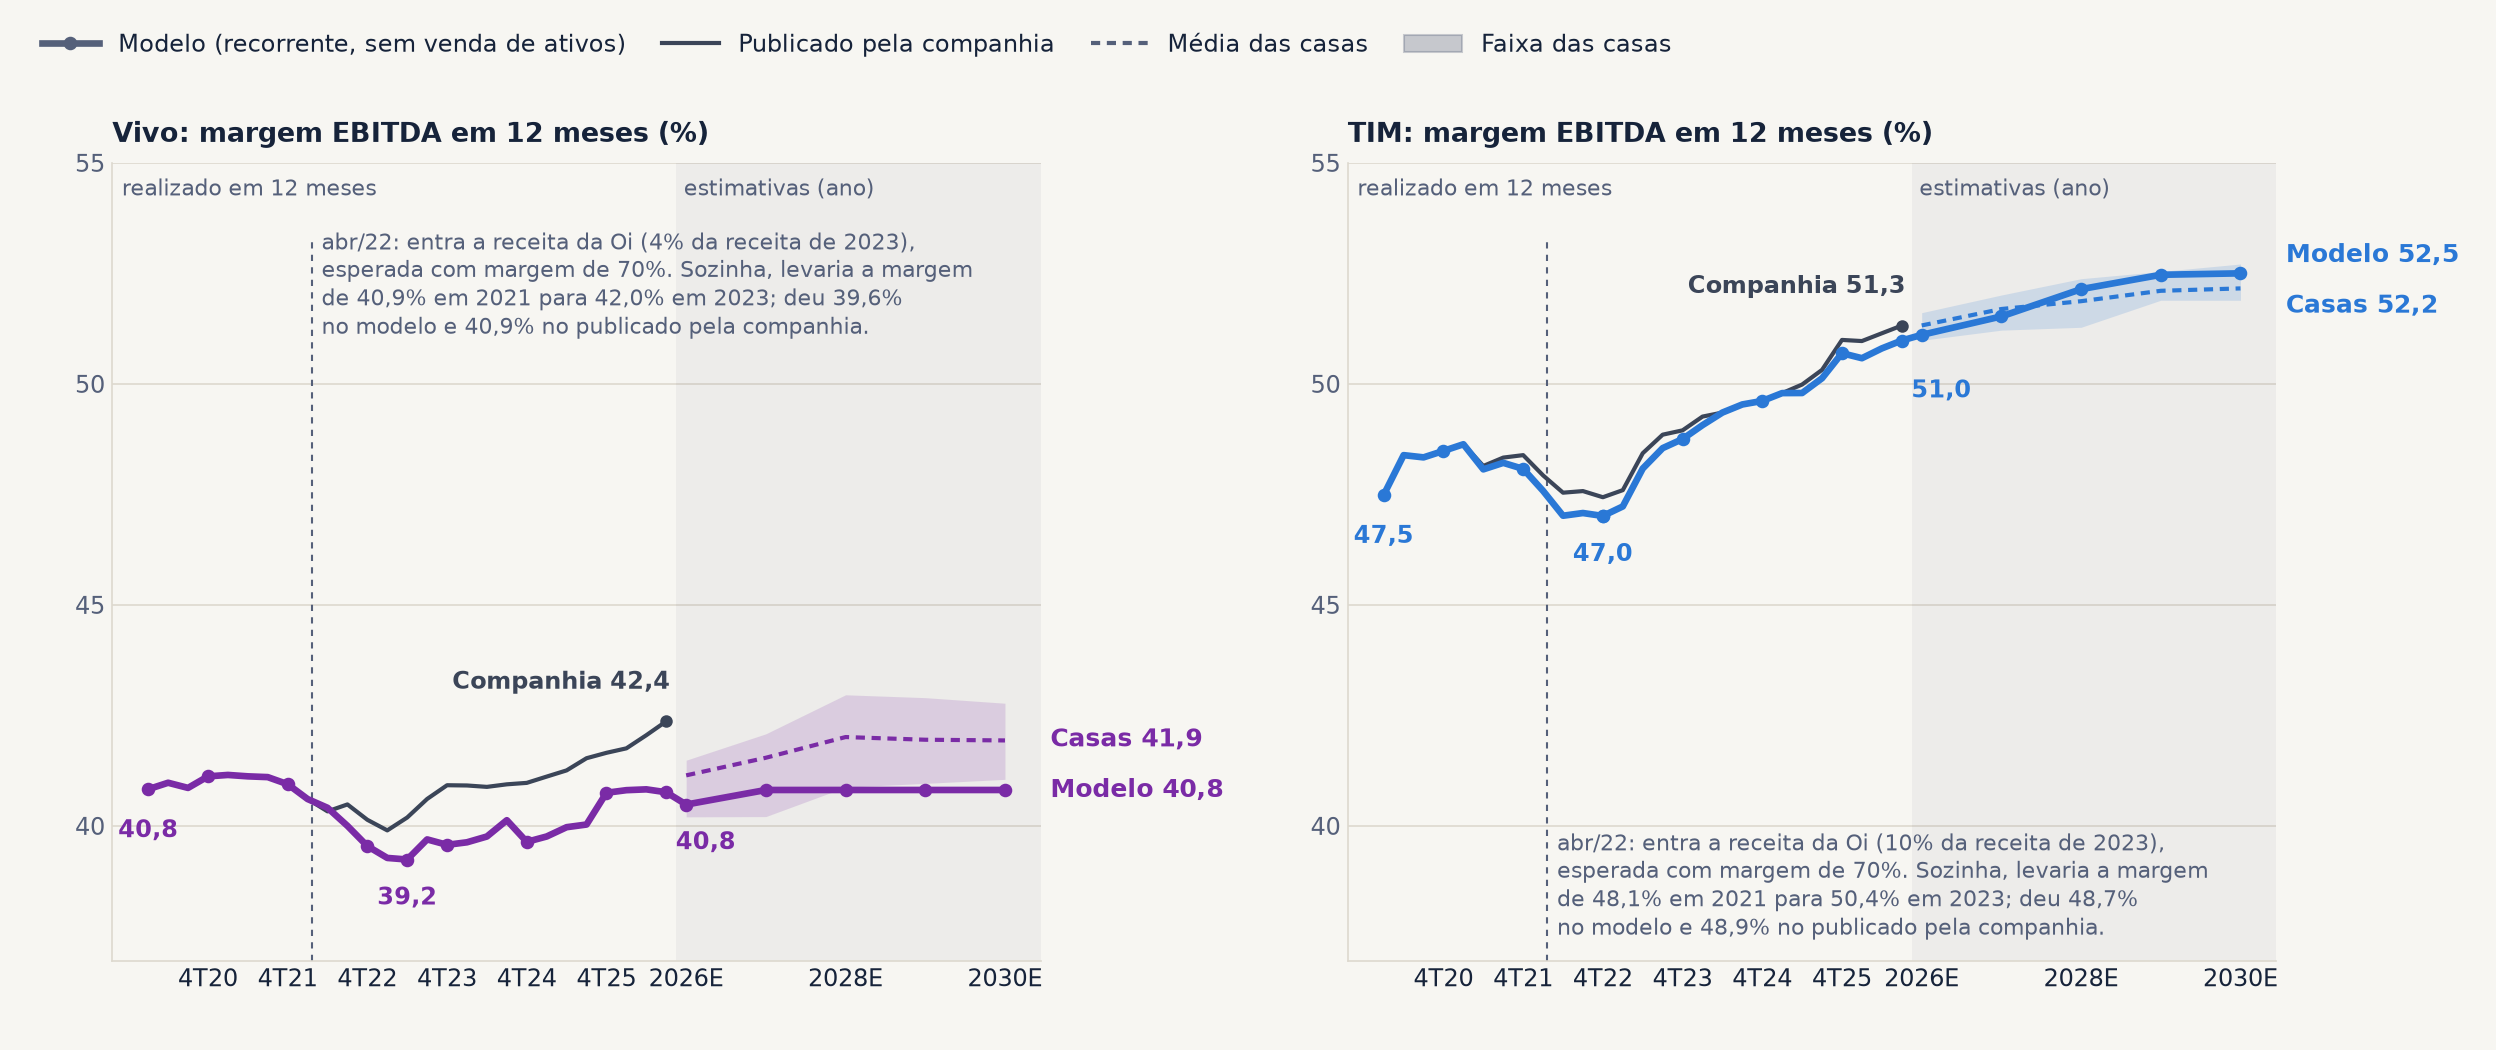 Modelo (recorrente, sem venda de ativos)
Publicado pela companhia
Média das casas
Faixa das casas
Vivo: margem EBITDA em 12 meses (%)
55
realizado em 12 meses
estimativas (ano)
abr/22: entra a receita da Oi (4% da receita de 2023),
esperada com margem de 70%. Sozinha, levaria a margem
de 40,9% em 2021 para 42,0% em 2023; deu 39,6%
no modelo e 40,9% no publicado pela companhia.
50
45
Companhia 42,4
Casas 41,9
Modelo 40,8
40
40,8
40,8
39,2
4T20
4T21
4T22
4T23
4T24
4T25
2026E
2028E
2030E
TIM: margem EBITDA em 12 meses (%)
55
realizado em 12 meses
estimativas (ano)
Modelo 52,5
Companhia 51,3
Casas 52,2
50
51,0
47,5
47,0
45
40
abr/22: entra a receita da Oi (10% da receita de 2023),
esperada com margem de 70%. Sozinha, levaria a margem
de 48,1% em 2021 para 50,4% em 2023; deu 48,7%
no modelo e 48,9% no publicado pela companhia.
4T20
4T21
4T22
4T23
4T24
4T25
2026E
2028E
2030E